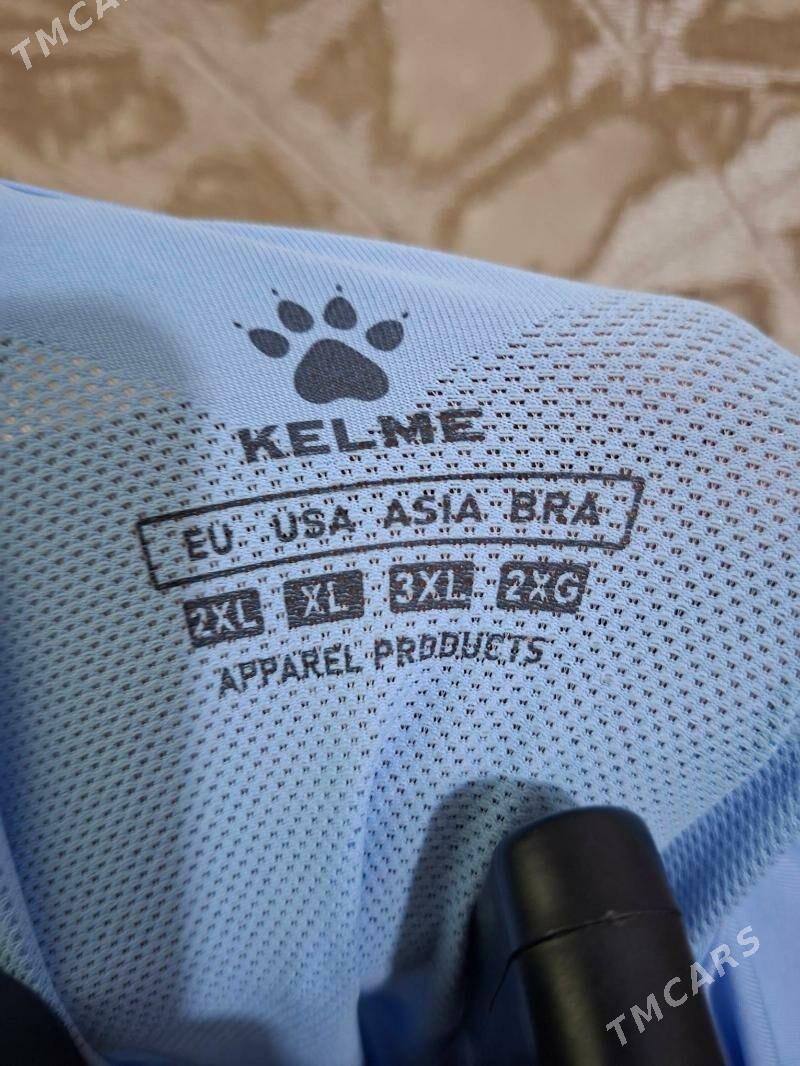 TMCARS
KELME
EU USA ASIA BRA
2XL XL 3XL 2XG
APPAREL PRODUCTS
TMCARS